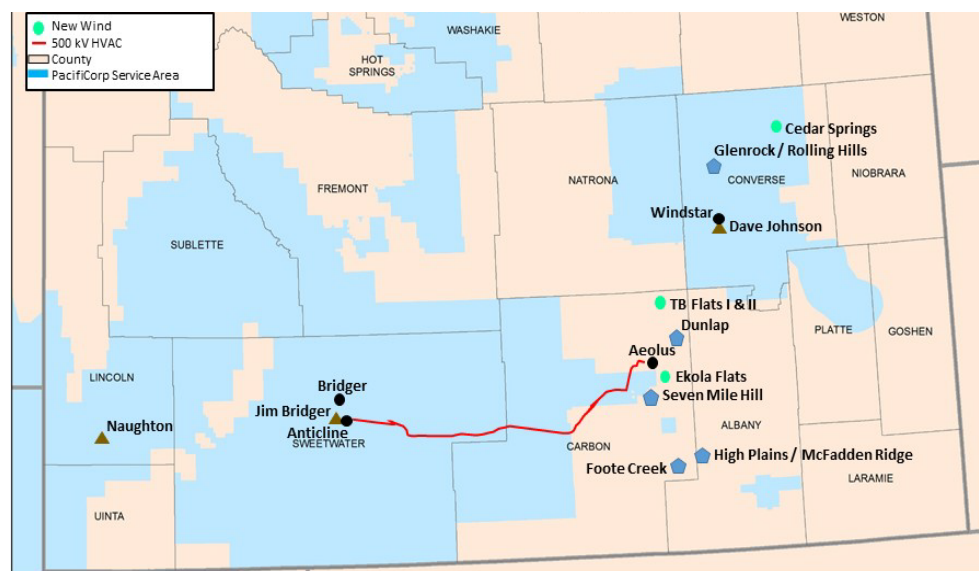 New Wind
500 kV HVAC
County
PacifiCorp Service Area
WESTON
WASHAKIE
HOT
SPRINGS
Cedar Springs
Glenrock / Rolling Hills
NATRONA
CONVERSE
NIOBRARA
FREMONT
Windstar
Dave Johnson
SUBLETTE
TB Flats I & II
Dunlap
PLATTE
GOSHEN
Aeolus
LINCOLN
Ekola Flats
Bridger
Seven Mile Hill
Jim Bridger
Naughton
Anticline
ALBANY
SWEETWATER
CARBON
High Plains / McFadden Ridge
Foote Creek
LARAMIE
UINTA